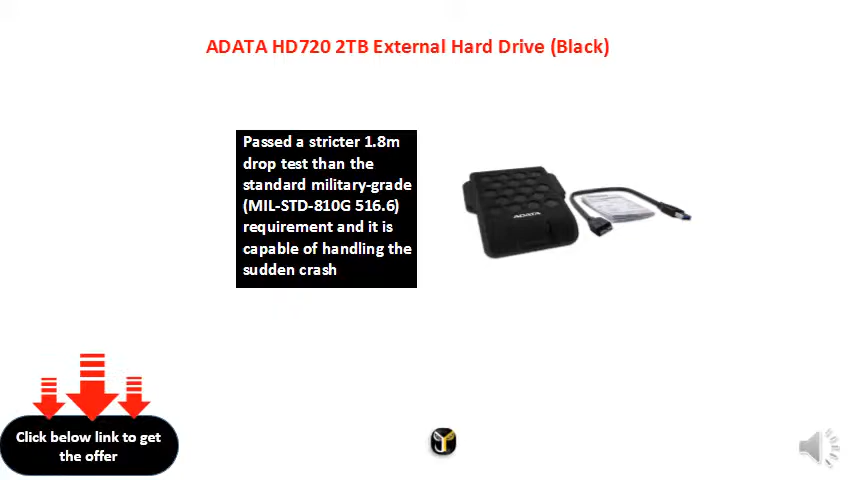 ADATA HD720 2TB External Hard Drive (Black)
Passed a stricter 1.8m
drop test than the
standard military-grade
(MIL-STD-810G 516.6)
requirement and it is
capable of handling the
sudden crash
ADATA
Click below link to get
the offer